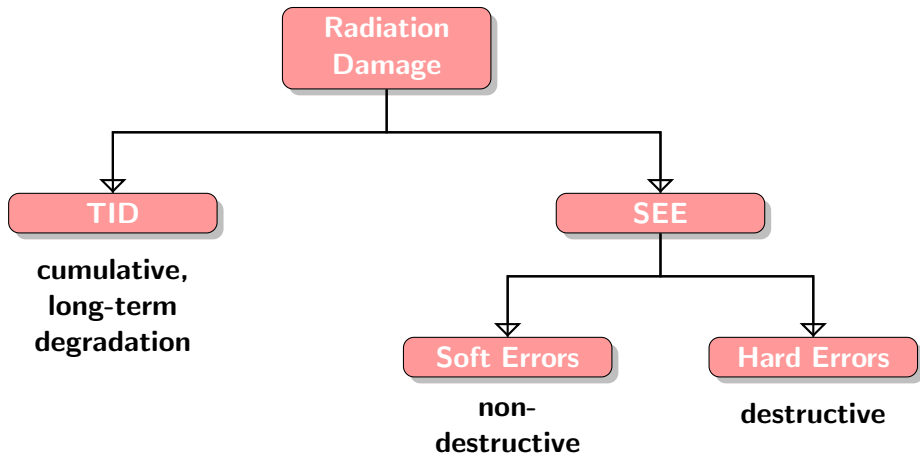 Radiation
Damage
TID
SEE
cumulative,
long-term
degradation
Soft Errors
Hard Errors
non-
destructive
destructive